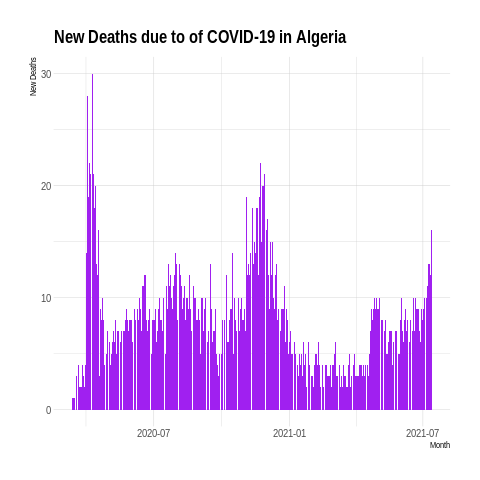 New Deaths due to of COVID-19 in Algeria
New Deaths
30
20
10
0
2020-07
2021-01
2021-07
Month